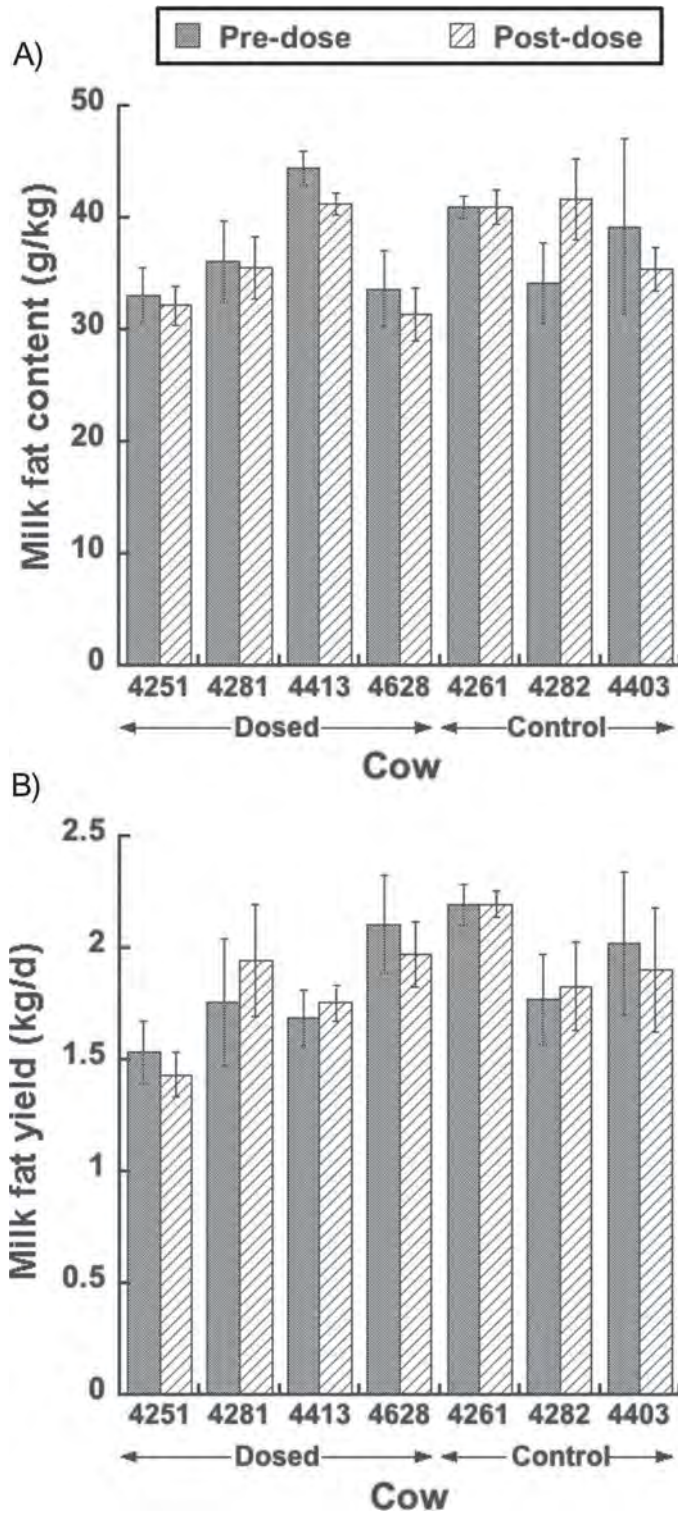 Pre-dose Post-dose
A)
Milk fat content (g/kg)
50
40
30
20
10
0
4251 4281 4413 4628 4261 4282 4403
Dosed Control
Cow
B)
Milk fat yield (kg/d)
2.5
2
1.5
1
0.5
0
4251 4281 4413 4628 4261 4282 4403
Dosed Control
Cow